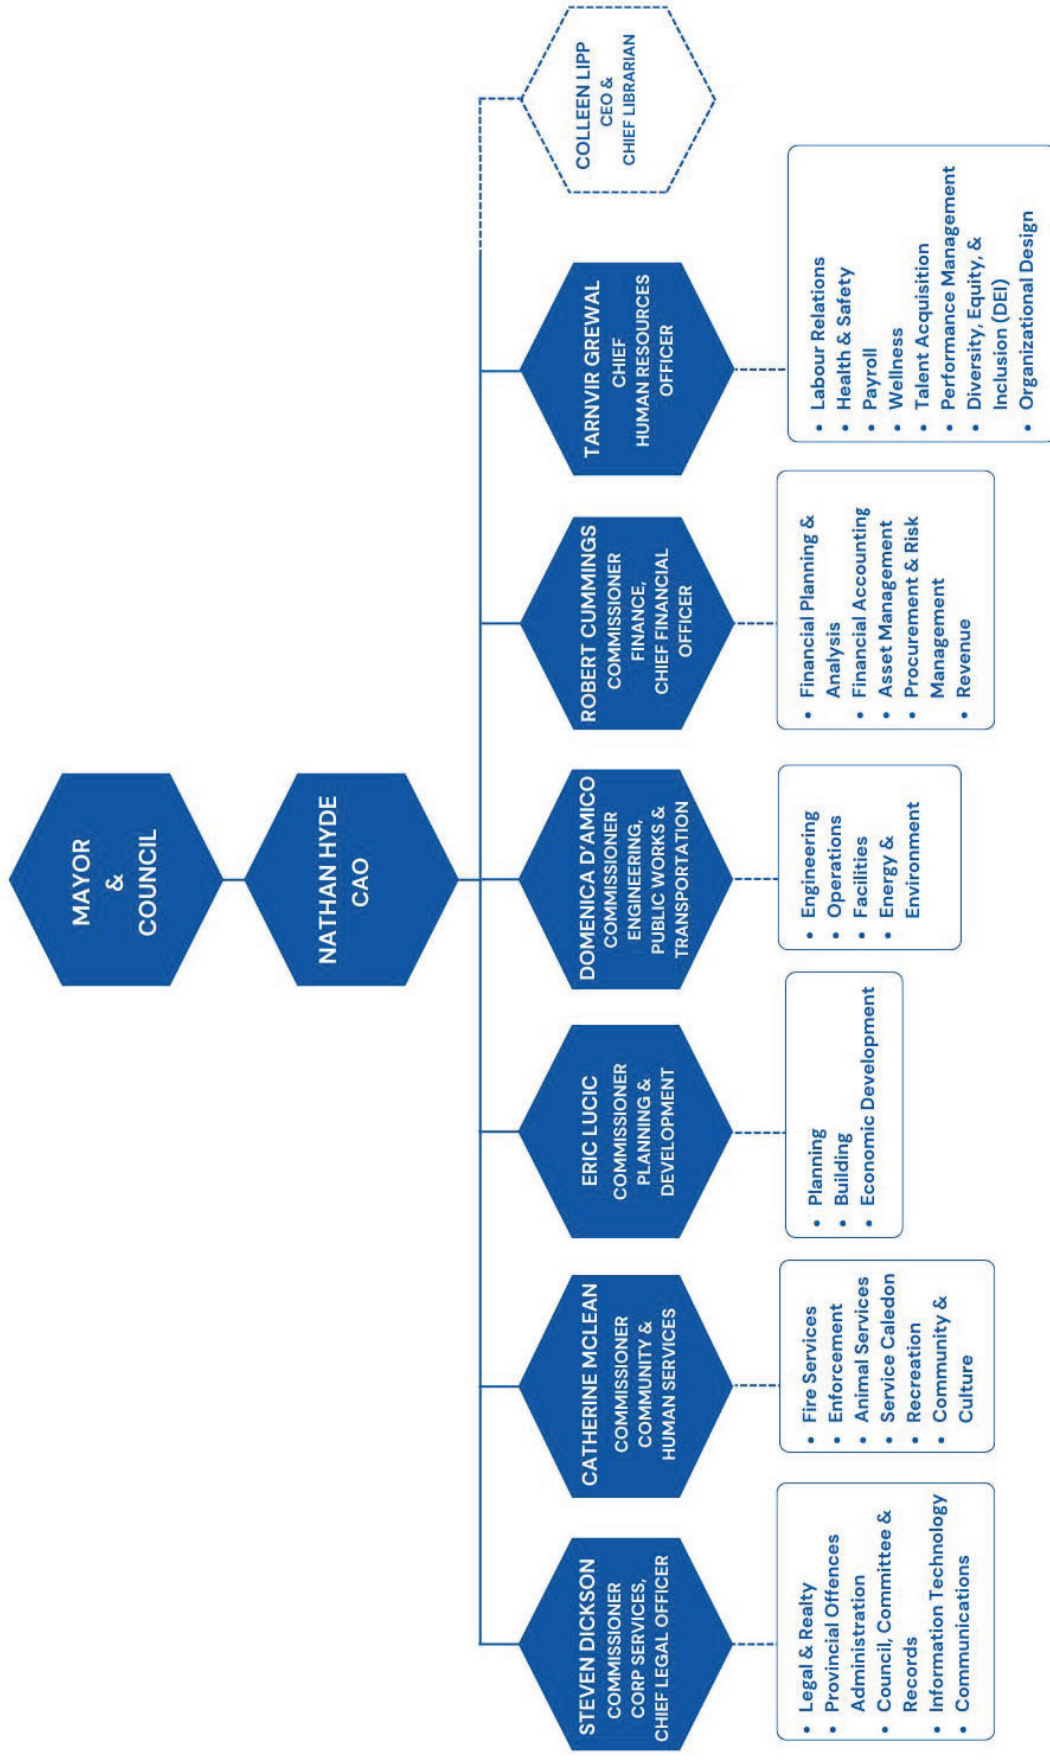 MAYOR
&
COUNCIL
NATHAN HYDE
CAO
STEVEN DICKSON
COMMISSIONER
CORP SERVICES,
CHIEF LEGAL OFFICER
• Legal & Realty
• Provincial Offences
Administration
• Council, Committee &
Records
• Information Technology
• Communications
CATHERINE MCLEAN
COMMISSIONER
COMMUNITY &
HUMAN SERVICES
• Fire Services
• Enforcement
• Animal Services
• Service Caledon
• Recreation
• Community &
Culture
ERIC LUCIC
COMMISSIONER
PLANNING &
DEVELOPMENT
• Planning
• Building
• Economic Development
DOMENICA D'AMICO
COMMISSIONER
ENGINEERING,
PUBLIC WORKS &
TRANSPORTATION
• Engineering
• Operations
• Facilities
• Energy &
Environment
ROBERT CUMMINGS
COMMISSIONER
FINANCE,
CHIEF FINANCIAL
OFFICER
• Financial Planning &
Analysis
• Financial Accounting
• Asset Management
• Procurement & Risk
Management
• Revenue
TARNVIR GREWAL
CHIEF
HUMAN RESOURCES
OFFICER
• Labour Relations
• Health & Safety
• Payroll
• Wellness
• Talent Acquisition
• Performance Management
• Diversity, Equity, &
Inclusion (DEI)
• Organizational Design
COLLEEN LIPP
CEO &
CHIEF LIBRARIAN